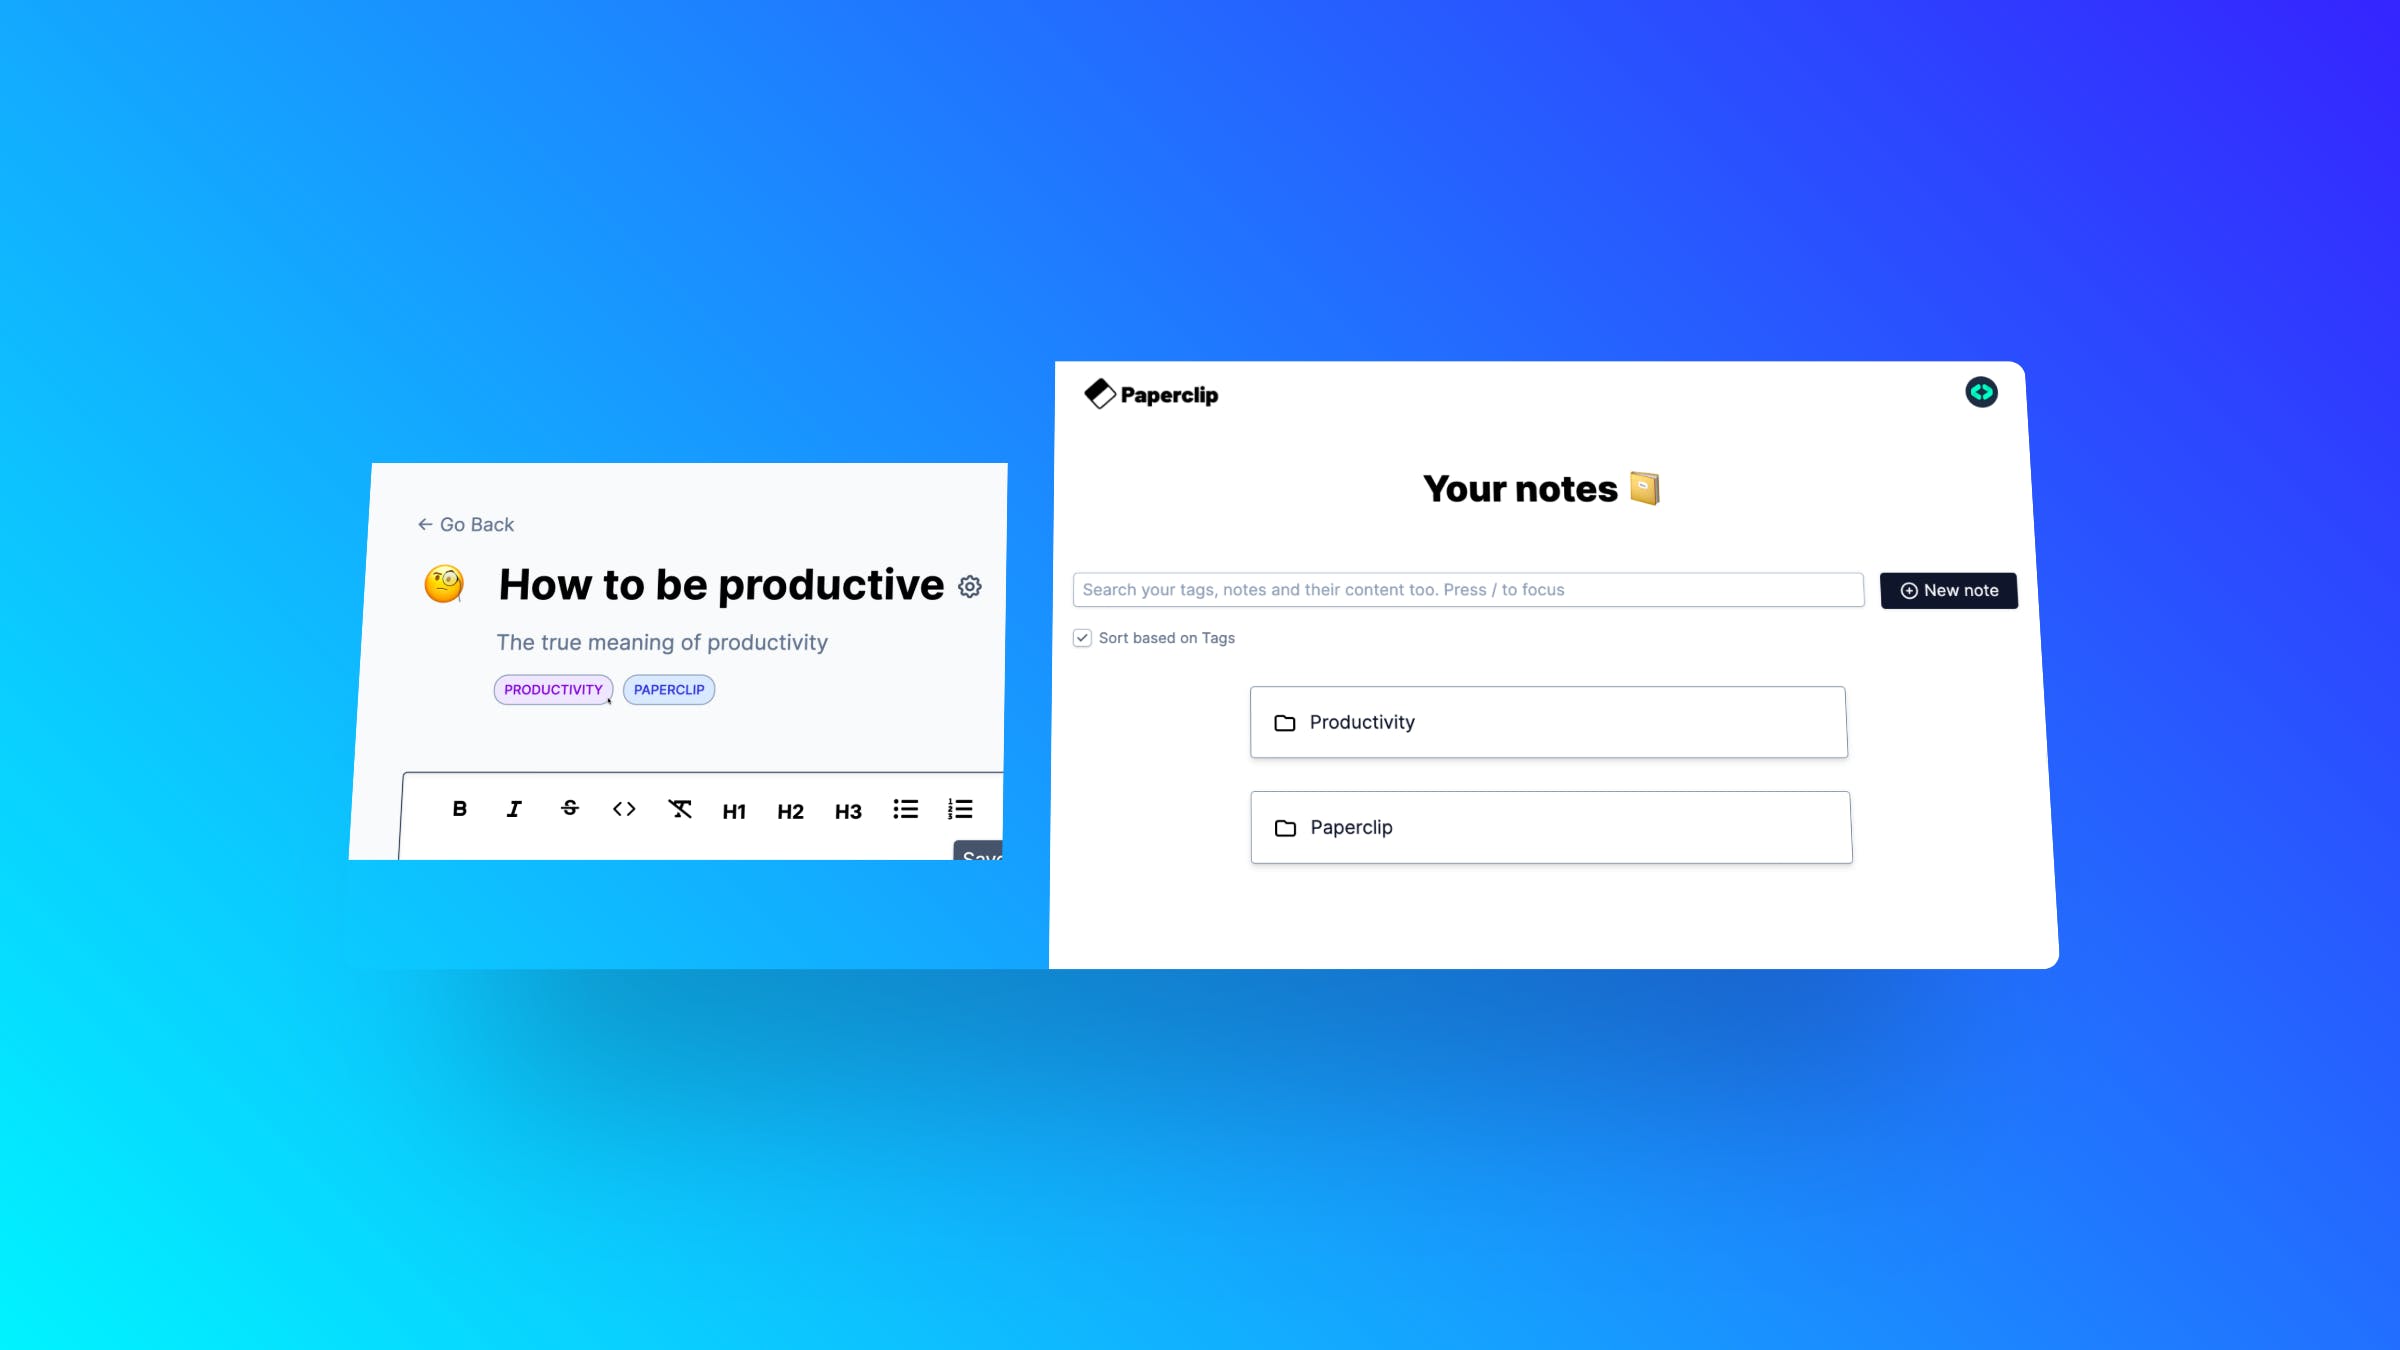 ← Go Back
How to be productive
The true meaning of productivity
PRODUCTIVITY PAPERCLIP
B I S <> T H1 H2 H3
Paperclip
Your notes
Search your tags, notes and their content too. Press / to focus
New note
Sort based on Tags
Productivity
Paperclip